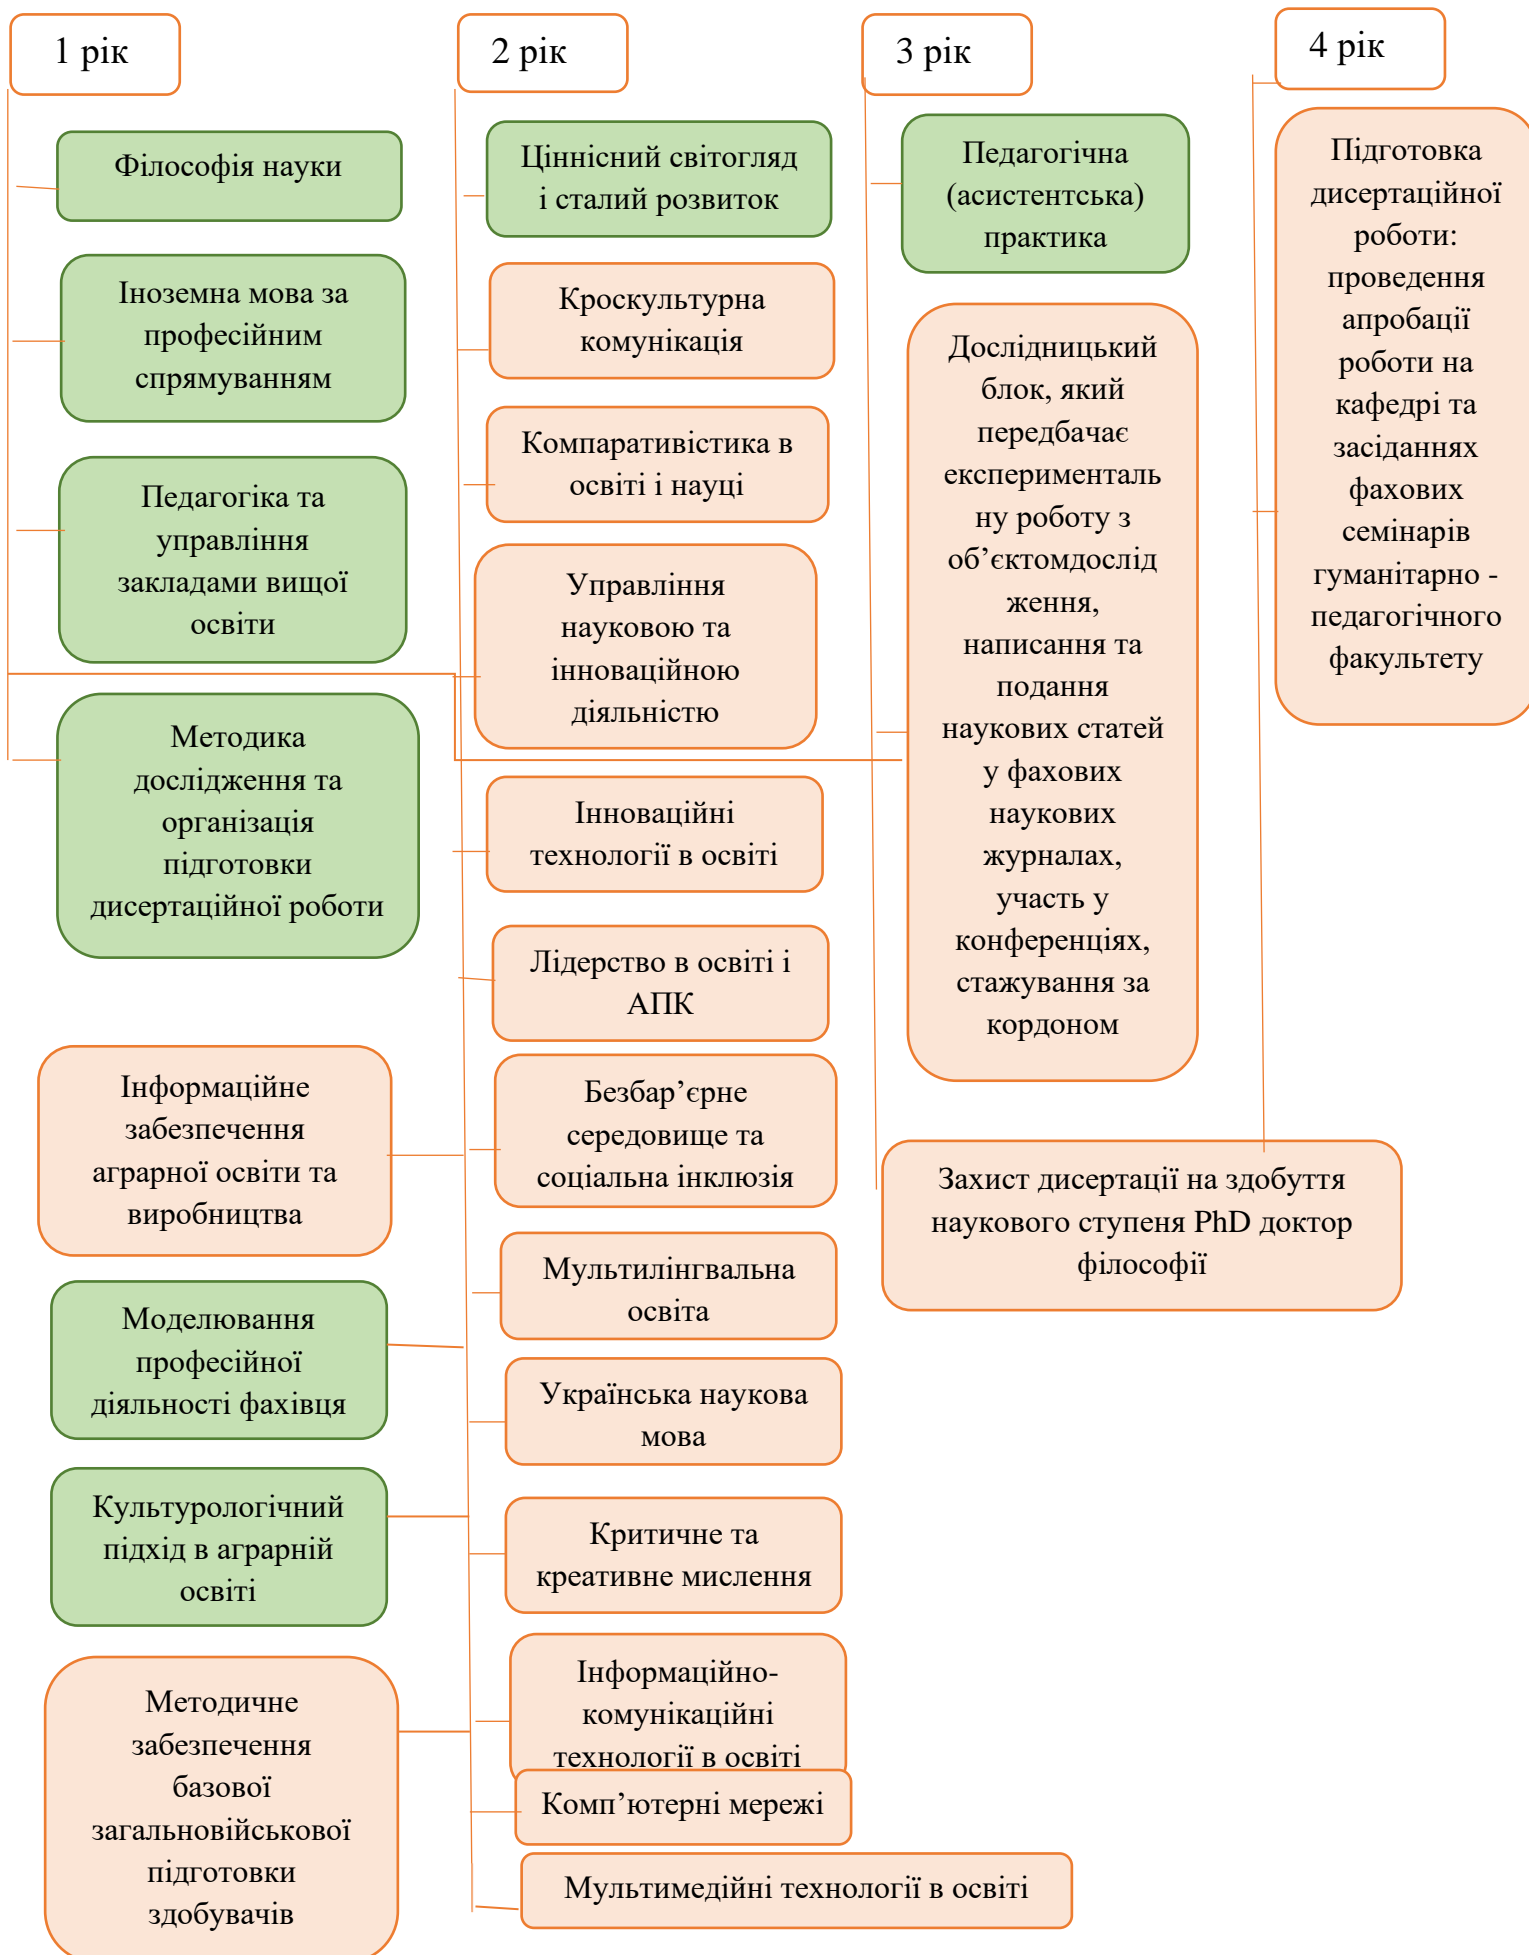 1 рік
Філософія науки
Іноземна мова за
професійним
спрямуванням
Педагогіка та
управління
закладами вищої
освіти
Методика
дослідження та
організація
підготовки
дисертаційної роботи
Інформаційне
забезпечення
аграрної освіти та
виробництва
Моделювання
професійної
діяльності фахівця
Культурологічний
підхід в аграрній
освіті
Методичне
забезпечення
базової
загальновійськової
підготовки
здобувачів
2 рік
Ціннісний світогляд
і сталий розвиток
Кроскультурна
комунікація
Компаративістика в
освіті і науці
Управління
науковою та
інноваційною
діяльністю
Інноваційні
технології в освіті
Лідерство в освіті і
АПК
Безбар’єрне
середовище та
соціальна інклюзія
Мультилінгвальна
освіта
Українська наукова
мова
Критичне та
креативне мислення
Інформаційно-
комунікаційні
технології в освіті
Комп’ютерні мережі
Мультимедійні технології в освіті
3 рік
Педагогічна
(асистентська)
практика
Дослідницький
блок, який
передбачає
експерименталь
ну роботу з
об’єктомдослід
ження,
написання та
подання
наукових статей
у фахових
наукових
журналах,
участь у
конференціях,
стажування за
кордоном
4 рік
Підготовка
дисертаційної
роботи:
проведення
апробації
роботи на
кафедрі та
засіданнях
фахових
семінарів
гуманітарно -
педагогічного
факультету
Захист дисертації на здобуття
наукового ступеня PhD доктор
філософії